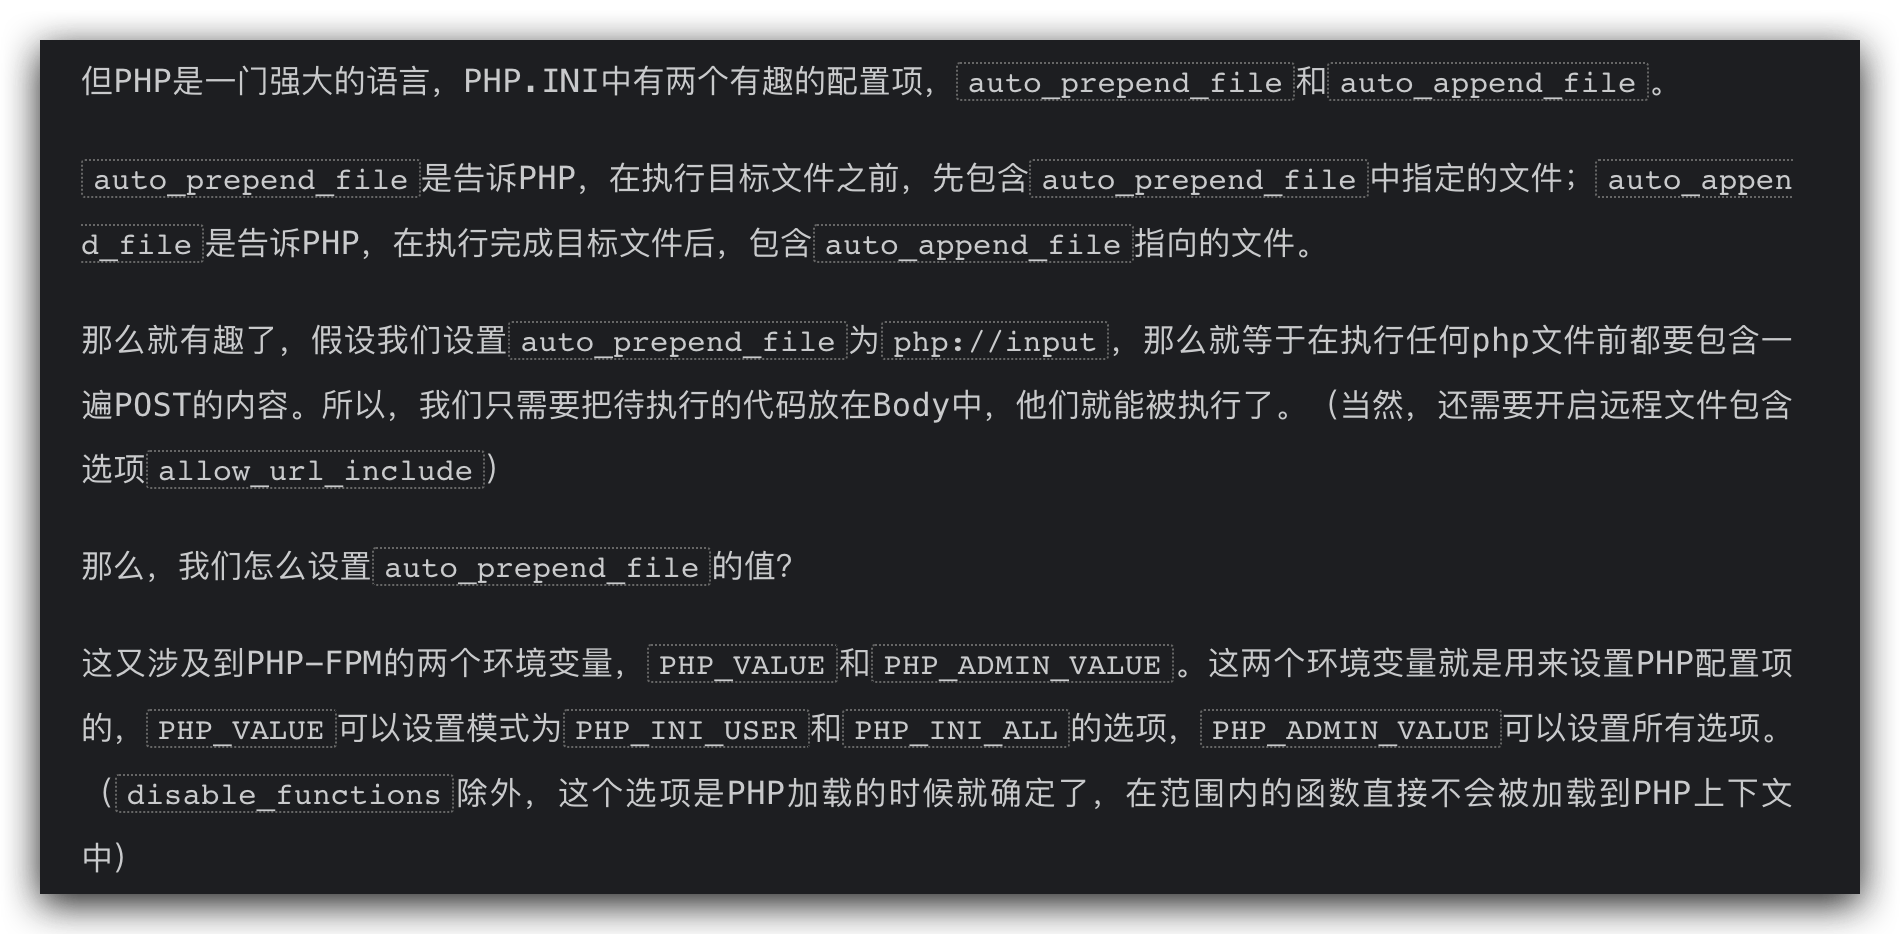 但PHP是一门强大的语言，PHP.INI中有两个有趣的配置项，auto_prepend_file和auto_append_file。
auto_prepend_file是告诉PHP，在执行目标文件之前，先包含auto_prepend_file中指定的文件；auto_appen
d_file是告诉PHP，在执行完成目标文件后，包含auto_append_file指向的文件。
那么就有趣了，假设我们设置auto_prepend_file为php://input，那么就等于在执行任何php文件前都要包含一
遍POST的内容。所以，我们只需要把待执行的代码放在Body中，他们就能被执行了。（当然，还需要开启远程文件包含
选项allow_url_include）
那么，我们怎么设置auto_prepend_file的值？
这又涉及到PHP-FPM的两个环境变量，PHP_VALUE和PHP_ADMIN_VALUE。这两个环境变量就是用来设置PHP配置项
的，PHP_VALUE可以设置模式为PHP_INI_USER和PHP_INI_ALL的选项，PHP_ADMIN_VALUE可以设置所有选项。
（disable_functions除外，这个选项是PHP加载的时候就确定了，在范围内的函数直接不会被加载到PHP上下文
中）